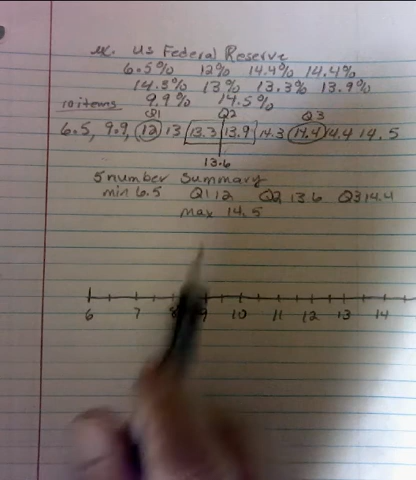 ex. US Federal Reserve
6.5% 12% 14.4% 14.4%
14.3% 13% 13.3% 13.9%
10 items 9.9% 14.5%
Q1 Q2 Q3
6.5, 9.9, 12 13 13.3 13.9 14.3 14.4 14.4 14.5
13.6
5 number Summary
min 6.5 Q1 12 Q2 13.6 Q3 14.4
max 14.5
6 7 8 9 10 11 12 13 14